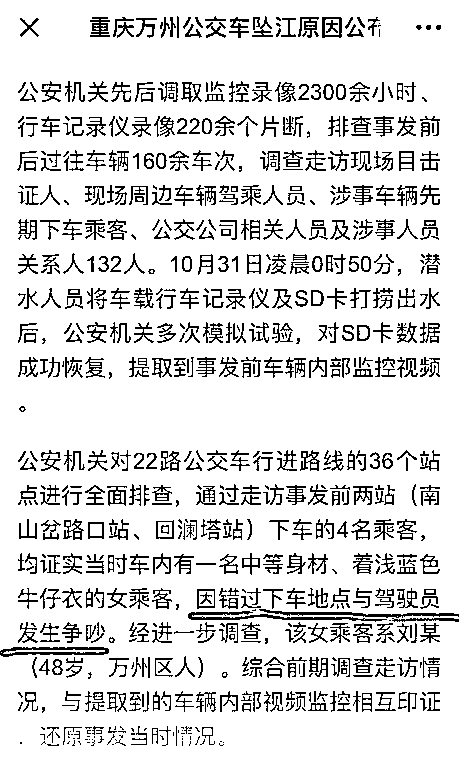 重庆万州公交车坠江原因公布
公安机关先后调取监控录像2300余小时、
行车记录仪录像220余个片断，排查事发前
后过往车辆160余车次，调查走访现场目击
证人、现场周边车辆驾乘人员、涉事车辆先
期下车乘客、公交公司相关人员及涉事人员
关系人132人。10月31日凌晨0时50分，潜
水人员将车载行车记录仪及SD卡打捞出水
后，公安机关多次模拟试验，对SD卡数据
成功恢复，提取到事发前车辆内部监控视频
。
公安机关对22路公交车行进路线的36个站
点进行全面排查，通过走访事发前两站（南
山岔路口站、回澜塔站）下车的4名乘客，
均证实当时车内有一名中等身材、着浅蓝色
牛仔衣的女乘客，因错过下车地点与驾驶员
发生争吵。经进一步调查，该女乘客系刘某
（48岁，万州区人）。综合前期调查走访情
况，与提取到的车辆内部视频监控相互印证
．还原事发当时情况。